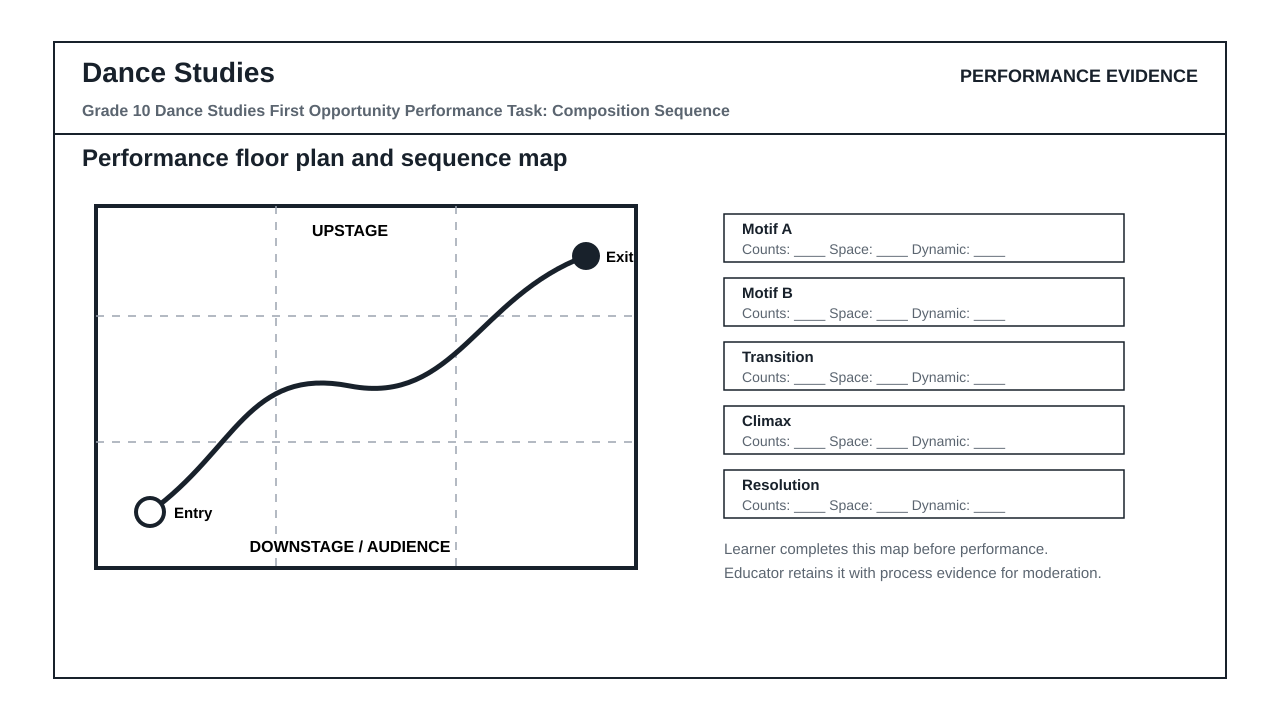 Dance Studies
PERFORMANCE EVIDENCE
Grade 10 Dance Studies First Opportunity Performance Task: Composition Sequence
Performance floor plan and sequence map
UPSTAGE
Exit
Entry
DOWNSTAGE / AUDIENCE
Motif A
Counts: ____ Space: ____ Dynamic: ____
Motif B
Counts: ____ Space: ____ Dynamic: ____
Transition
Counts: ____ Space: ____ Dynamic: ____
Climax
Counts: ____ Space: ____ Dynamic: ____
Resolution
Counts: ____ Space: ____ Dynamic: ____
Learner completes this map before performance.
Educator retains it with process evidence for moderation.